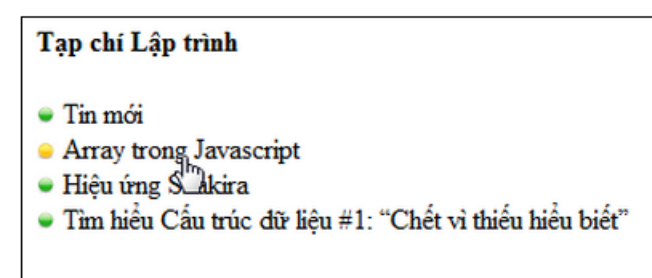 Tạp chí Lập trình
Tin mới
Array trong Javascript
Hiệu ứng
Tìm hiểu Cấu trúc dữ liệu #1: “Chết vì thiếu hiểu biết”